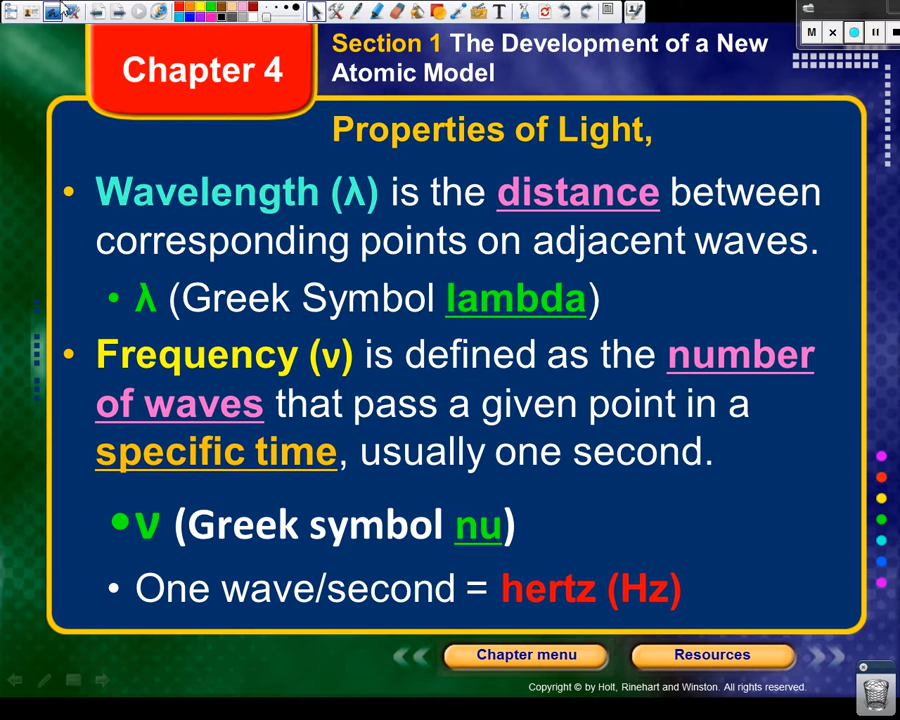 M
Chapter 4
Section 1 The Development of a New
Atomic Model
Properties of Light,
• Wavelength (λ) is the distance between
corresponding points on adjacent waves.
• λ (Greek Symbol lambda)
• Frequency (ν) is defined as the number
of waves that pass a given point in a
specific time, usually one second.
•ν (Greek symbol nu)
• One wave/second = hertz (Hz)
Chapter menu
Resources
Copyright © by Holt, Rinehart and Winston. All rights reserved.